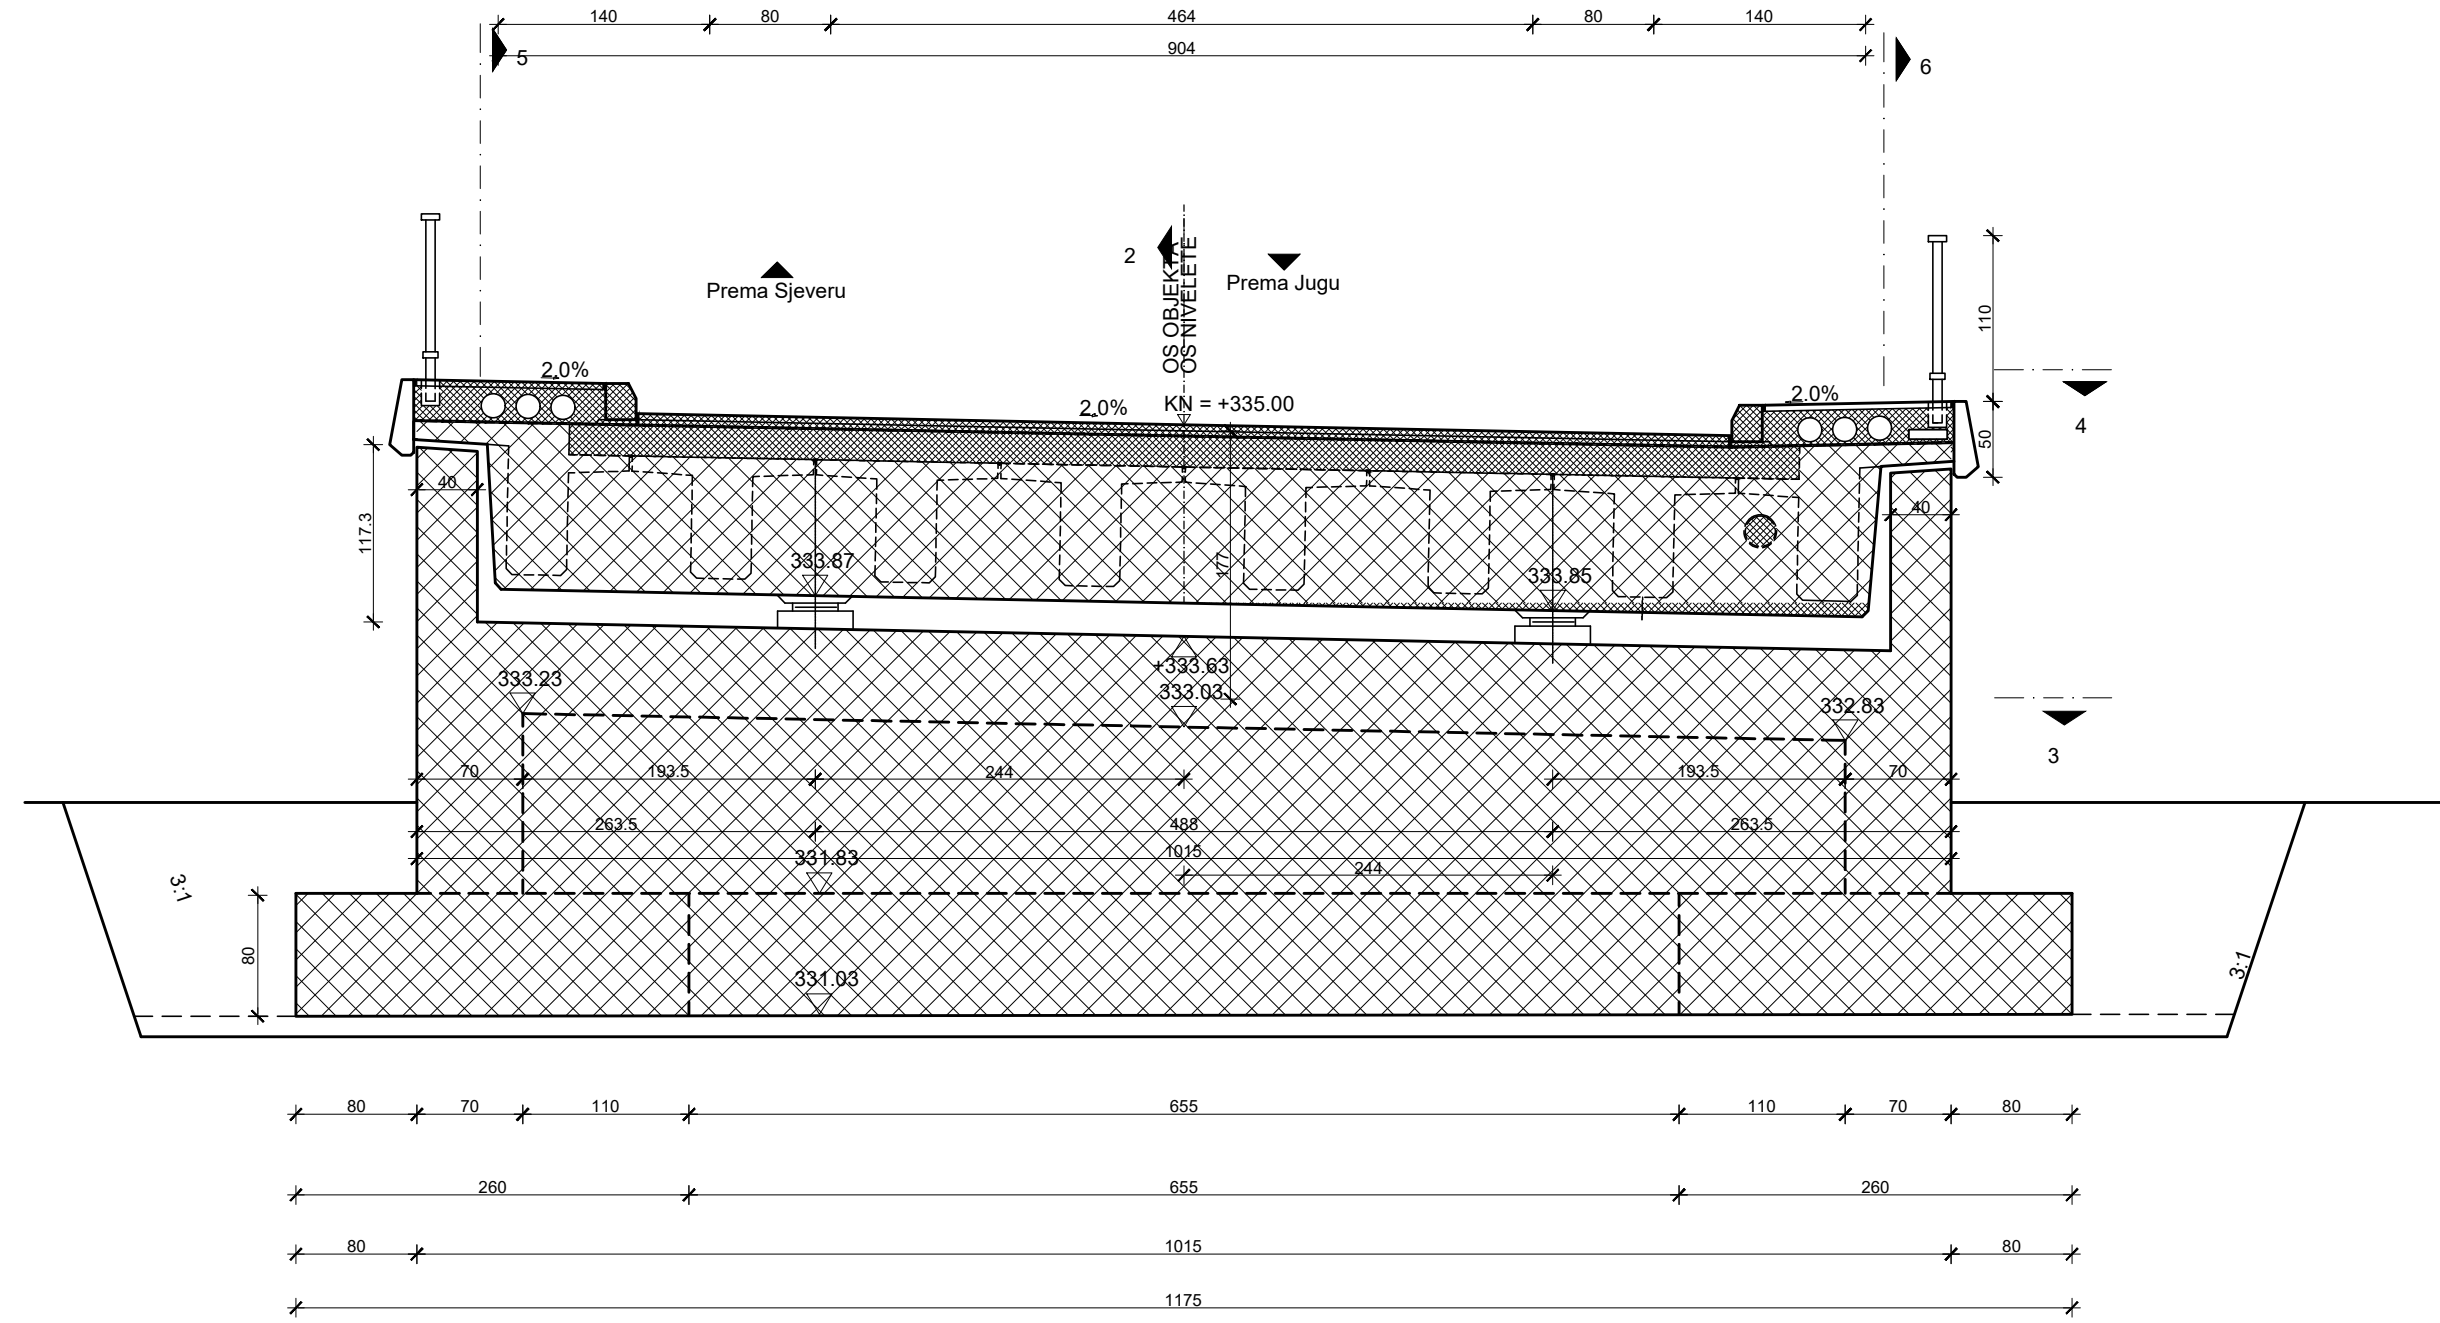 140 80 464 80 140
904
5
6
2
OS OBJEKTA
OS NIVELETE
Prema Sjeveru
Prema Jugu
110
2.0%
2.0%
KN = +335.00
2.0%
4
50
40
40
117.3
333.87
177
333.85
+333.63
333.23
333.03
332.83
3
70 193.5 244 193.5 70
263.5 488 263.5
1015
331.83
244
3:1
80
3:1
331.03
80 70 110 655 110 70 80
260 655 260
80 1015 80
1175